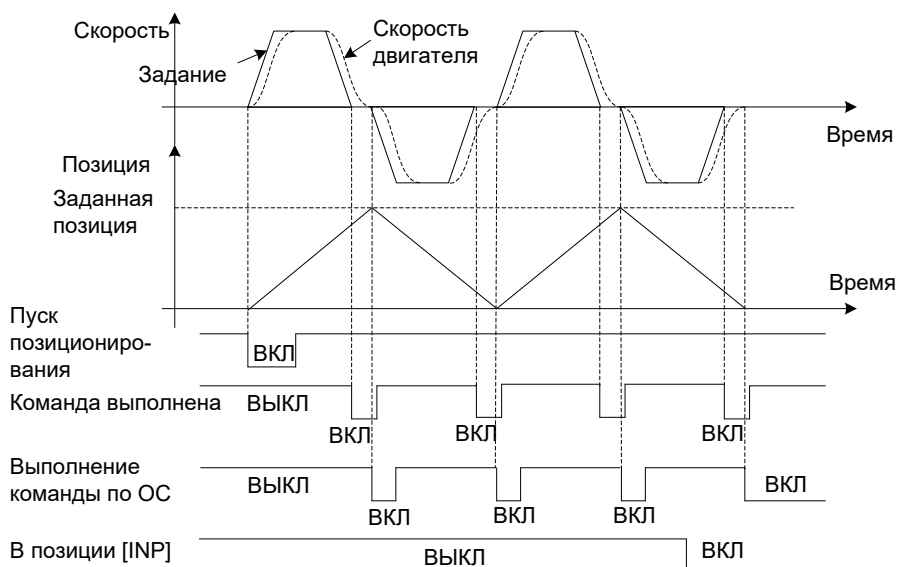 Скорость
Скорость
двигателя
Задание
Время
Позиция
Заданная
позиция
Время
Пуск
позициониро-
вания
ВКЛ
Команда выполнена
ВЫКЛ
ВКЛ
ВКЛ
ВКЛ
Выполнение
команды по ОС
ВЫКЛ
ВКЛ
ВКЛ
ВКЛ
ВКЛ
В позиции [INP]
ВЫКЛ
ВКЛ